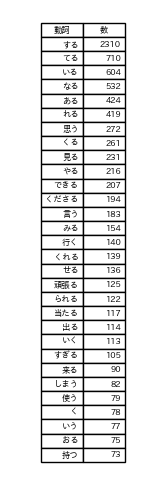 動詞 数
する 2310
てる 710
いる 604
なる 532
ある 424
れる 419
思う 272
くる 261
見る 231
やる 216
できる 207
くださる 194
言う 183
みる 154
行く 140
くれる 139
せる 136
頑張る 125
られる 122
当たる 117
出る 114
いく 113
すぎる 105
来る 90
しまう 82
使う 79
く 78
いう 77
おる 75
持つ 73